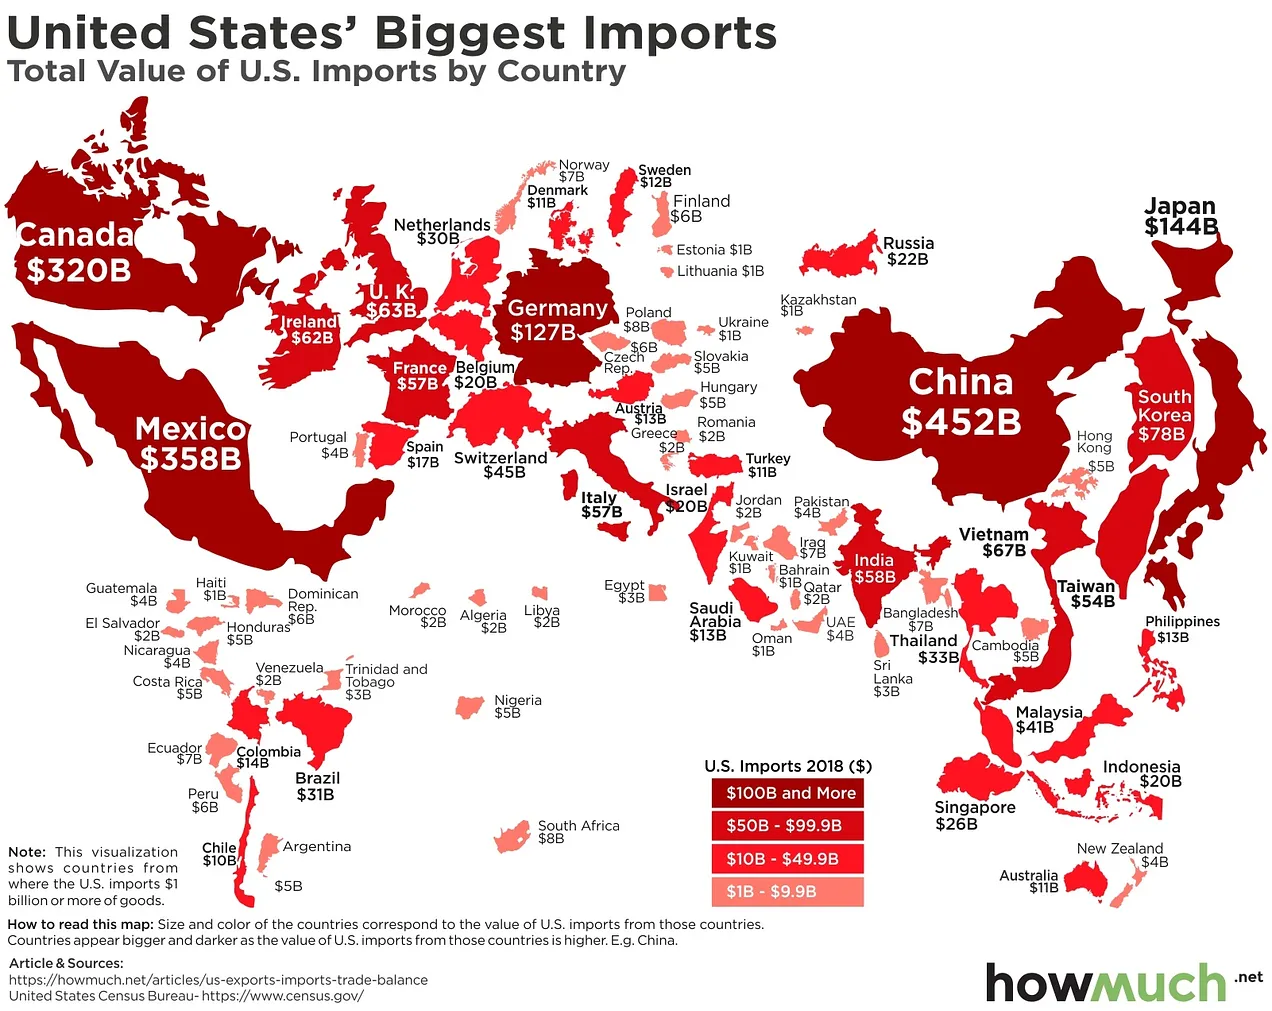 United States’ Biggest Imports
Total Value of U.S. Imports by Country
Canada
$320B
Mexico
$358B
Ireland
$62B
U. K.
$63B
Netherlands
$30B
Norway
$7B
Denmark
$11B
Sweden
$12B
Finland
$6B
Estonia $1B
Lithuania $1B
Russia
$22B
Kazakhstan
$1B
Japan
$144B
Germany
$127B
Poland
$8B
Ukraine
$1B
$6B
Czech
Rep.
Slovakia
$5B
France
$57B
Belgium
$20B
Hungary
$5B
Austria
$13B
Romania
$2B
Greece
$2B
Portugal
$4B
Spain
$17B
Switzerland
$45B
Italy
$57B
Turkey
$11B
Israel
$20B
China
$452B
South
Korea
$78B
Hong
Kong
$5B
Jordan
$2B
Pakistan
$4B
Iraq
$7B
Kuwait
$1B
Bahrain
$1B
Qatar
$2B
India
$58B
Vietnam
$67B
Taiwan
$54B
Saudi
Arabia
$13B
Oman
$1B
UAE
$4B
Bangladesh
$7B
Thailand
$33B
Cambodia
$5B
Sri
Lanka
$3B
Philippines
$13B
Guatemala
$4B
Haiti
$1B
Dominican
Rep.
$6B
El Salvador
$2B
Honduras
$5B
Nicaragua
$4B
Costa Rica
$5B
Venezuela
$2B
Trinidad and
Tobago
$3B
Morocco
$2B
Algeria
$2B
Libya
$2B
Egypt
$3B
Nigeria
$5B
Ecuador
$7B
Colombia
$14B
Brazil
$31B
Peru
$6B
Chile
$10B
Argentina
$5B
South Africa
$8B
Malaysia
$41B
Indonesia
$20B
Singapore
$26B
New Zealand
$4B
Australia
$11B
U.S. Imports 2018 ($)
$100B and More
$50B - $99.9B
$10B - $49.9B
$1B - $9.9B
Note: This visualization
shows countries from
where the U.S. imports $1
billion or more of goods.
How to read this map: Size and color of the countries correspond to the value of U.S. imports from those countries.
Countries appear bigger and darker as the value of U.S. imports from those countries is higher. E.g. China.
Article & Sources:
https://howmuch.net/articles/us-exports-imports-trade-balance
United States Census Bureau- https://www.census.gov/
howmuch.net